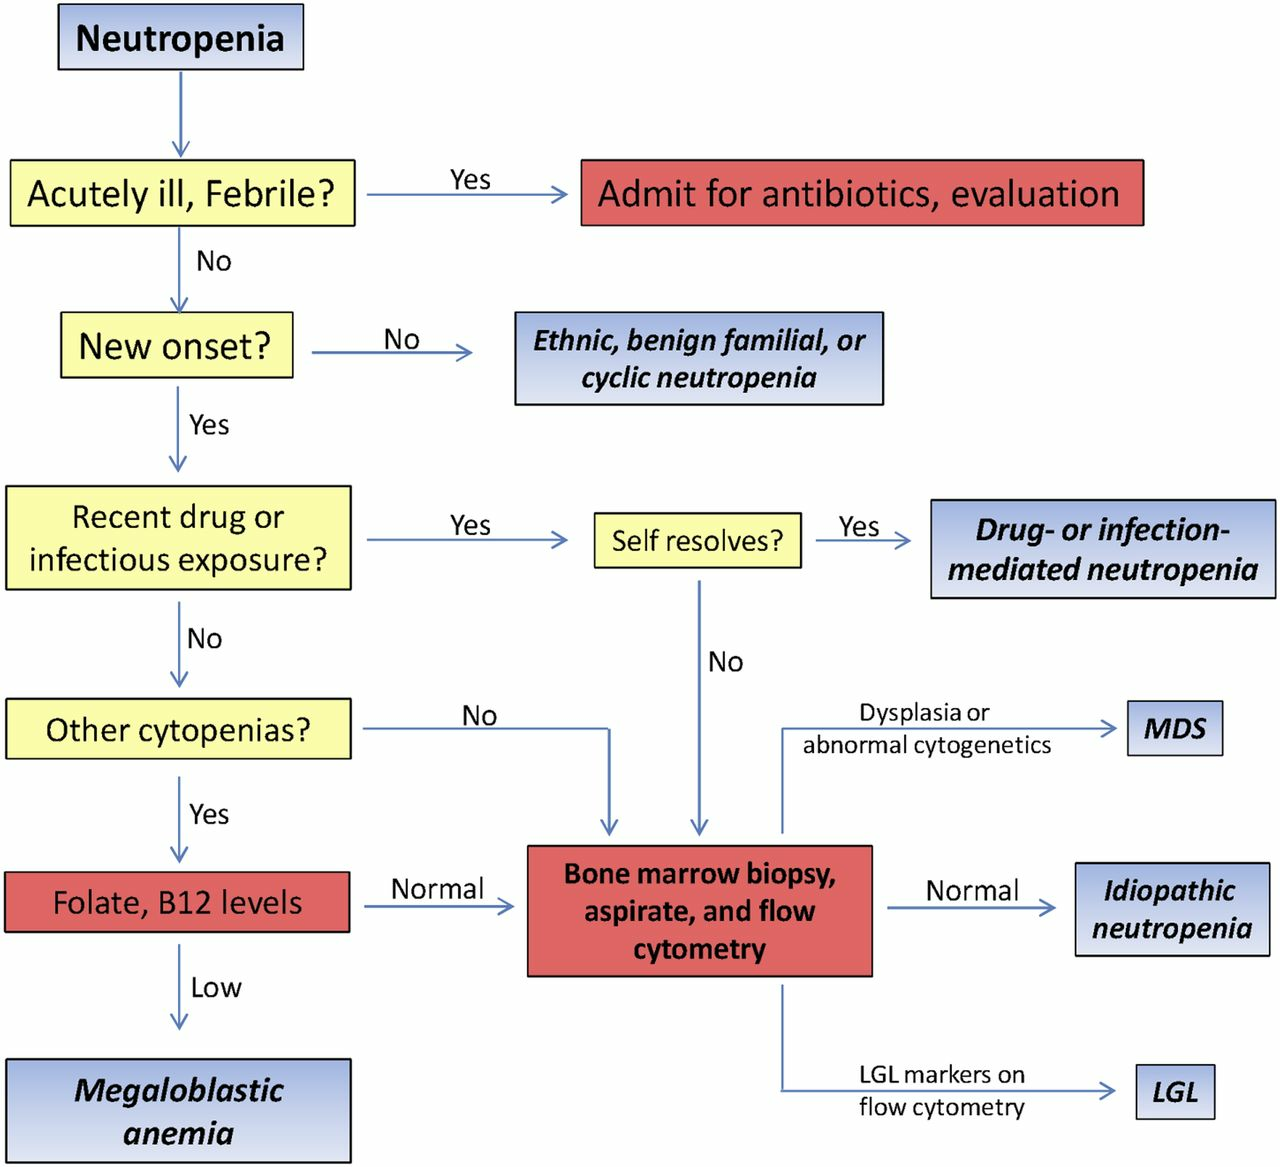 Neutropenia
Acutely ill, Febrile?
Yes
Admit for antibiotics, evaluation
No
New onset?
No
Ethnic, benign familial, or
cyclic neutropenia
Yes
Recent drug or
infectious exposure?
Yes
Self resolves?
Yes
Drug- or infection-
mediated neutropenia
No
No
Other cytopenias?
No
Dysplasia or
abnormal cytogenetics
MDS
Yes
Folate, B12 levels
Normal
Bone marrow biopsy,
aspirate, and flow
cytometry
Normal
Idiopathic
neutropenia
Low
Megaloblastic
anemia
LGL markers on
flow cytometry
LGL